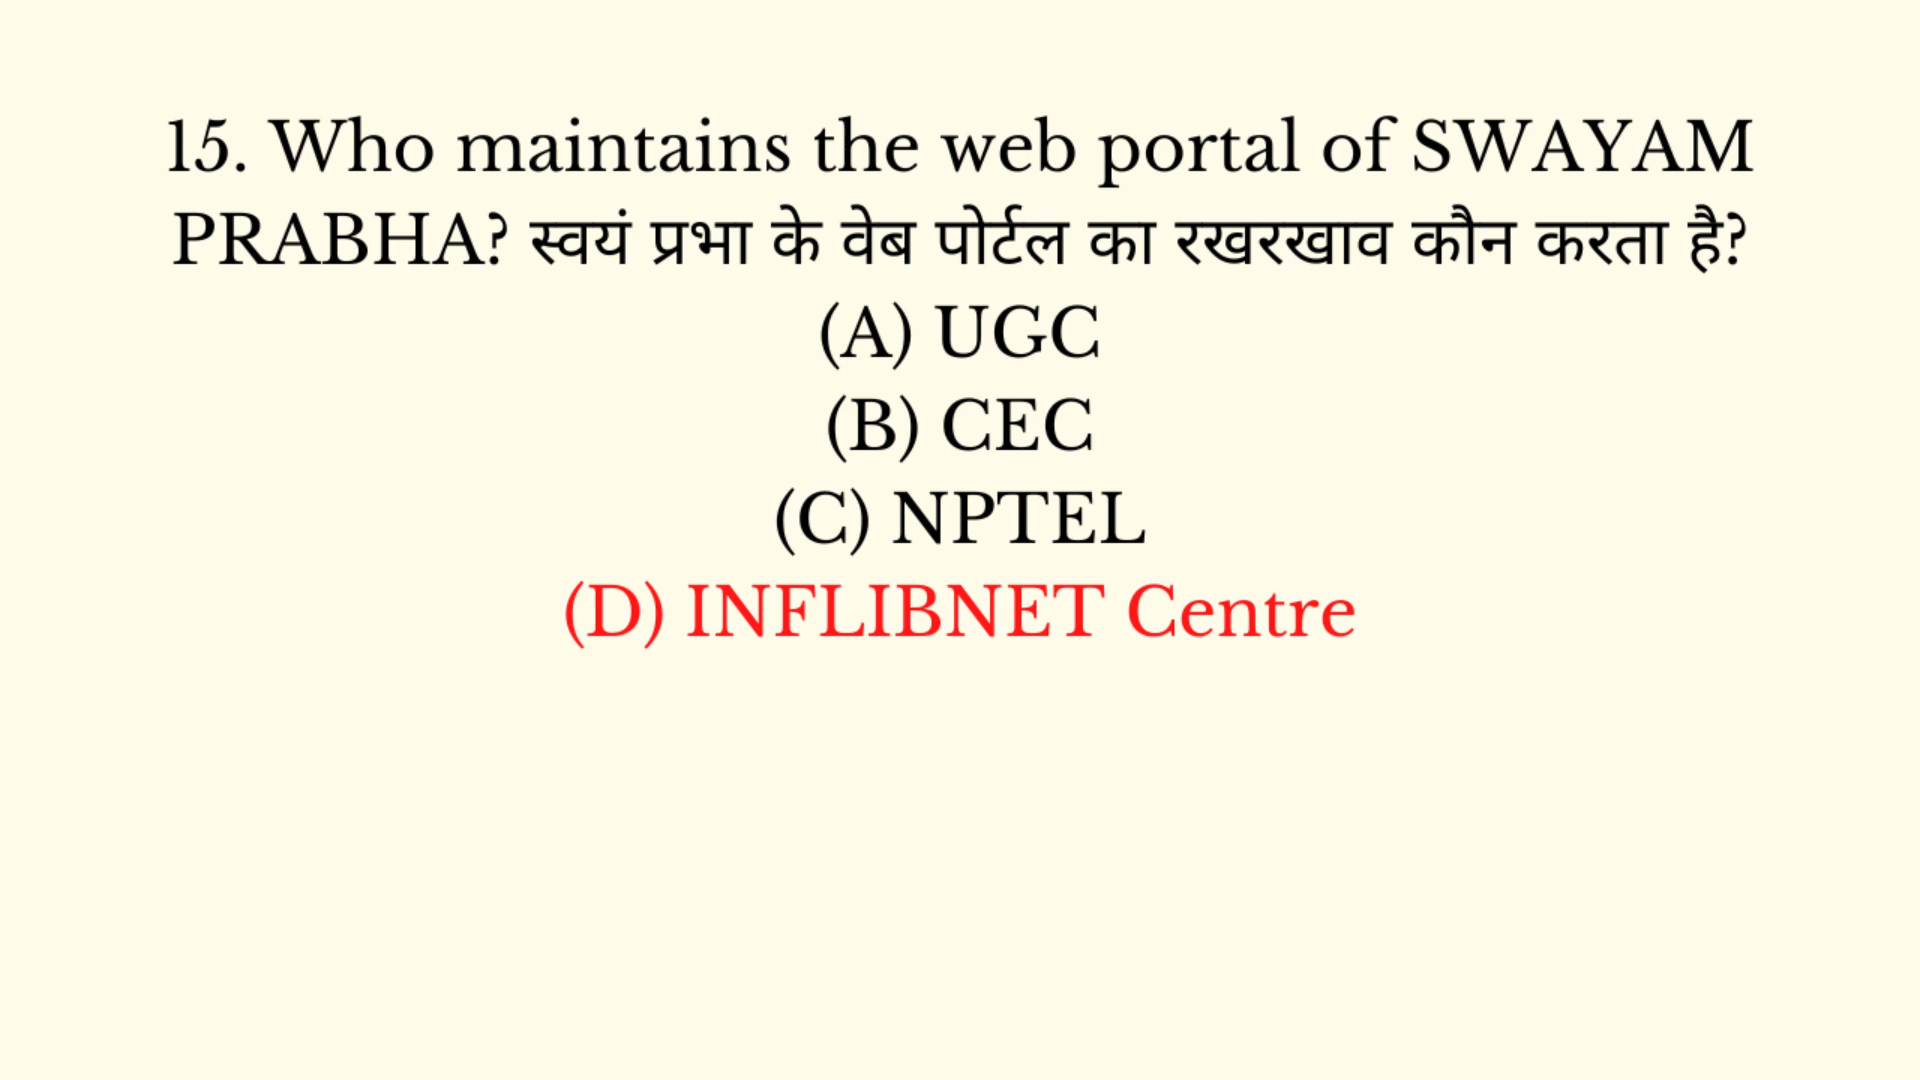 15. Who maintains the web portal of SWAYAM
PRABHA? स्वयं प्रभा के वेब पोर्टल का रखरखाव कौन करता है?
(A) UGC
(B) CEC
(C) NPTEL
(D) INFLIBNET Centre